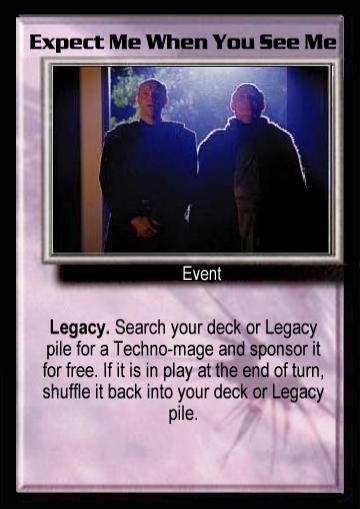 Expect Me When You See Me
Event
Legacy. Search your deck or Legacy
pile for a Techno-mage and sponsor it
for free. If it is in play at the end of turn,
shuffle it back into your deck or Legacy
pile.